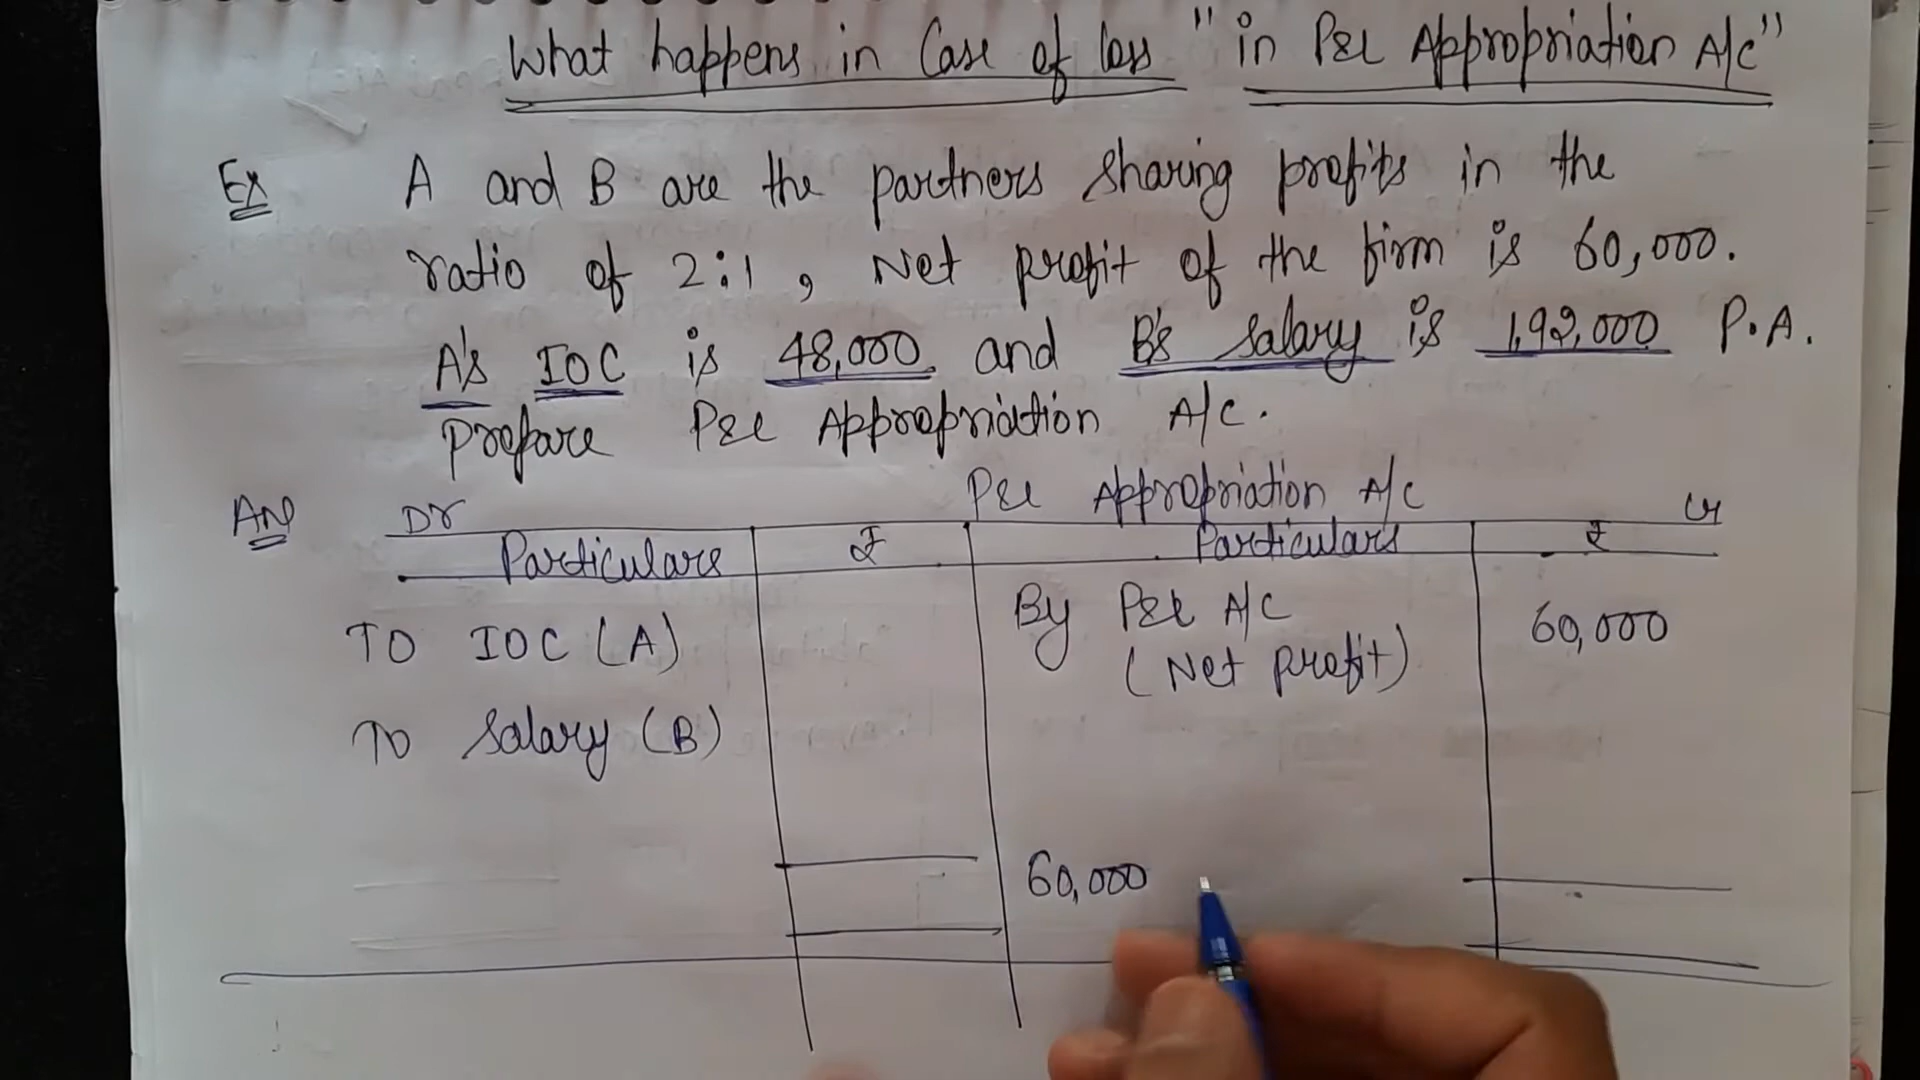 What happens in Case of loss "in P&L Appropriation A/c"
Ex A and B are the partners sharing profits in the
ratio of 2:1, Net profit of the firm is 60,000.
A's IOC is 48,000 and B's salary is 1,92,000 P.A.
prepare P&L Appropriation A/C.
Ans Dr P&L Appropriation A/C Cr
Particulars ₹ Particulars ₹
TO IOC (A) By P&L A/C 60,000
(Net profit)
TO Salary (B)
60,000